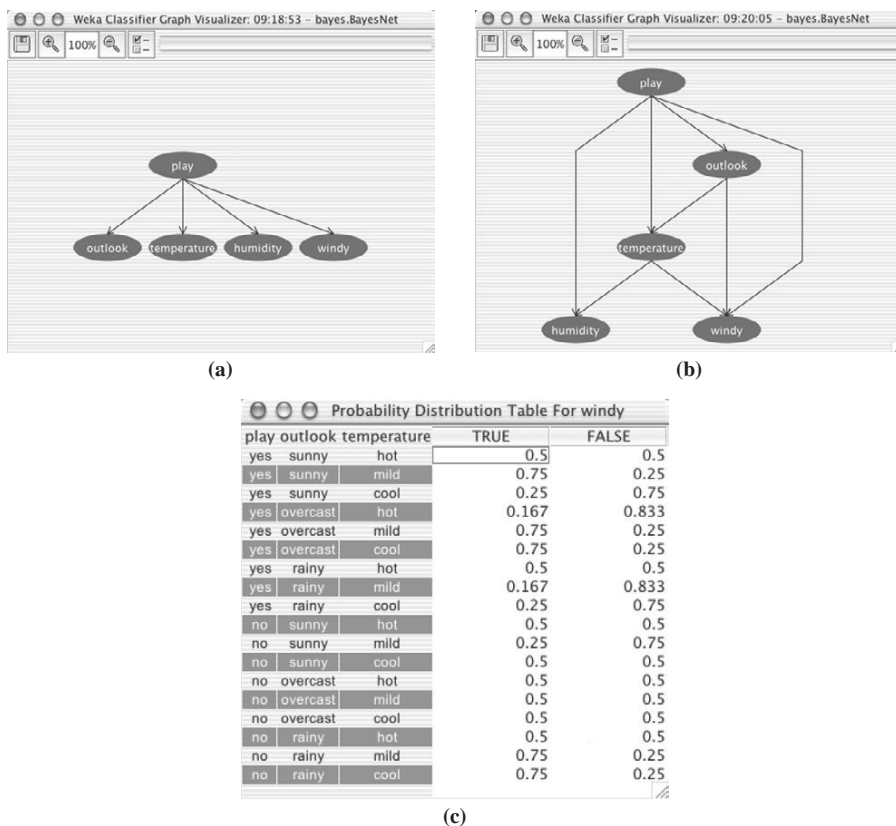 Weka Classifier Graph Visualizer: 09:18:53 – bayes.BayesNet
100%
play
outlook temperature humidity windy
(a)
Weka Classifier Graph Visualizer: 09:20:05 – bayes.BayesNet
100%
play
outlook
temperature
humidity windy
(b)
Probability Distribution Table For windy
play outlook temperature TRUE FALSE
yes sunny hot 0.5 0.5
yes sunny mild 0.75 0.25
yes sunny cool 0.25 0.75
yes overcast hot 0.167 0.833
yes overcast mild 0.75 0.25
yes overcast cool 0.75 0.25
yes rainy hot 0.5 0.5
yes rainy mild 0.167 0.833
yes rainy cool 0.25 0.75
no sunny hot 0.5 0.5
no sunny mild 0.25 0.75
no sunny cool 0.5 0.5
no overcast hot 0.5 0.5
no overcast mild 0.5 0.5
no overcast cool 0.5 0.5
no rainy hot 0.5 0.5
no rainy mild 0.75 0.25
no rainy cool 0.75 0.25
(c)